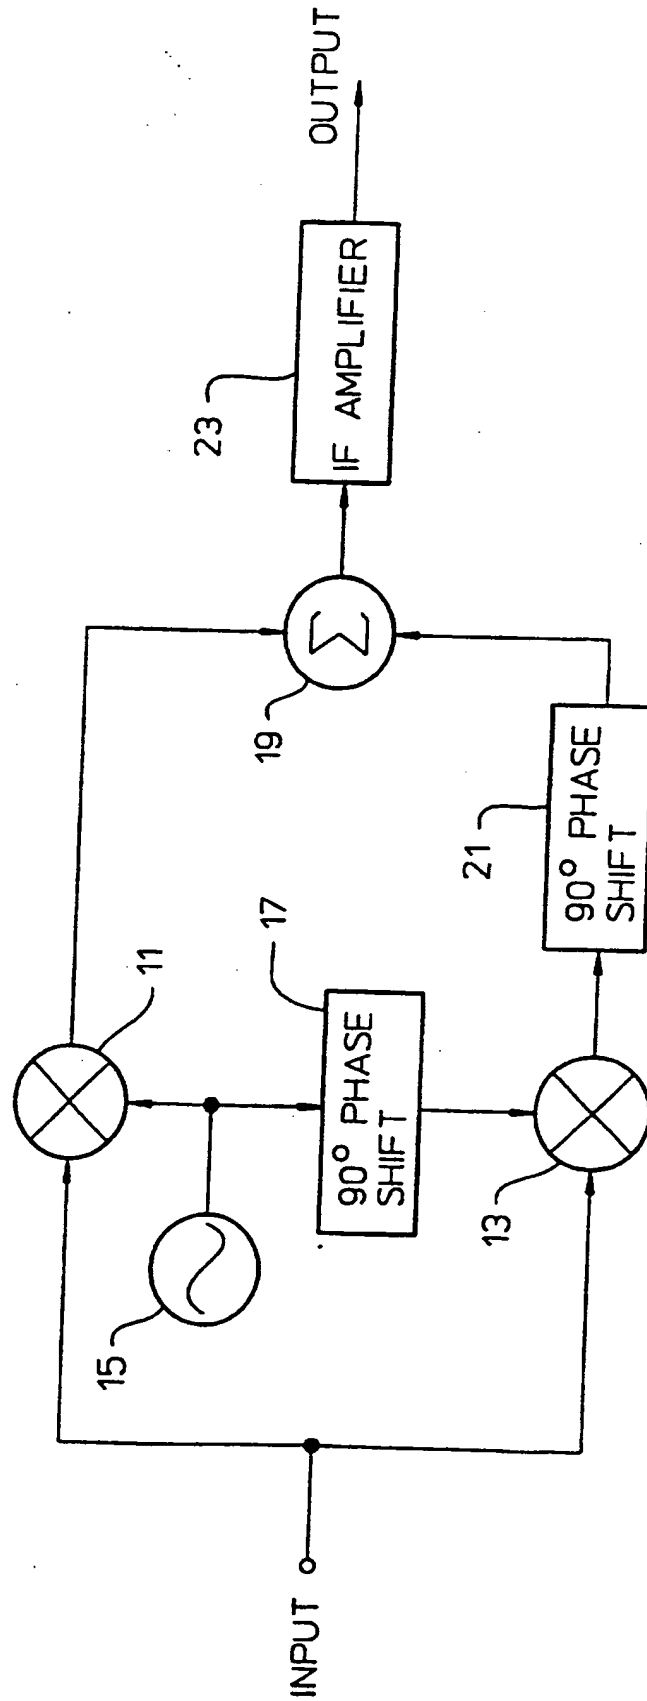 INPUT
15
11
17
90° PHASE
SHIFT
13
19
Σ
21
90° PHASE
SHIFT
23
IF AMPLIFIER
OUTPUT